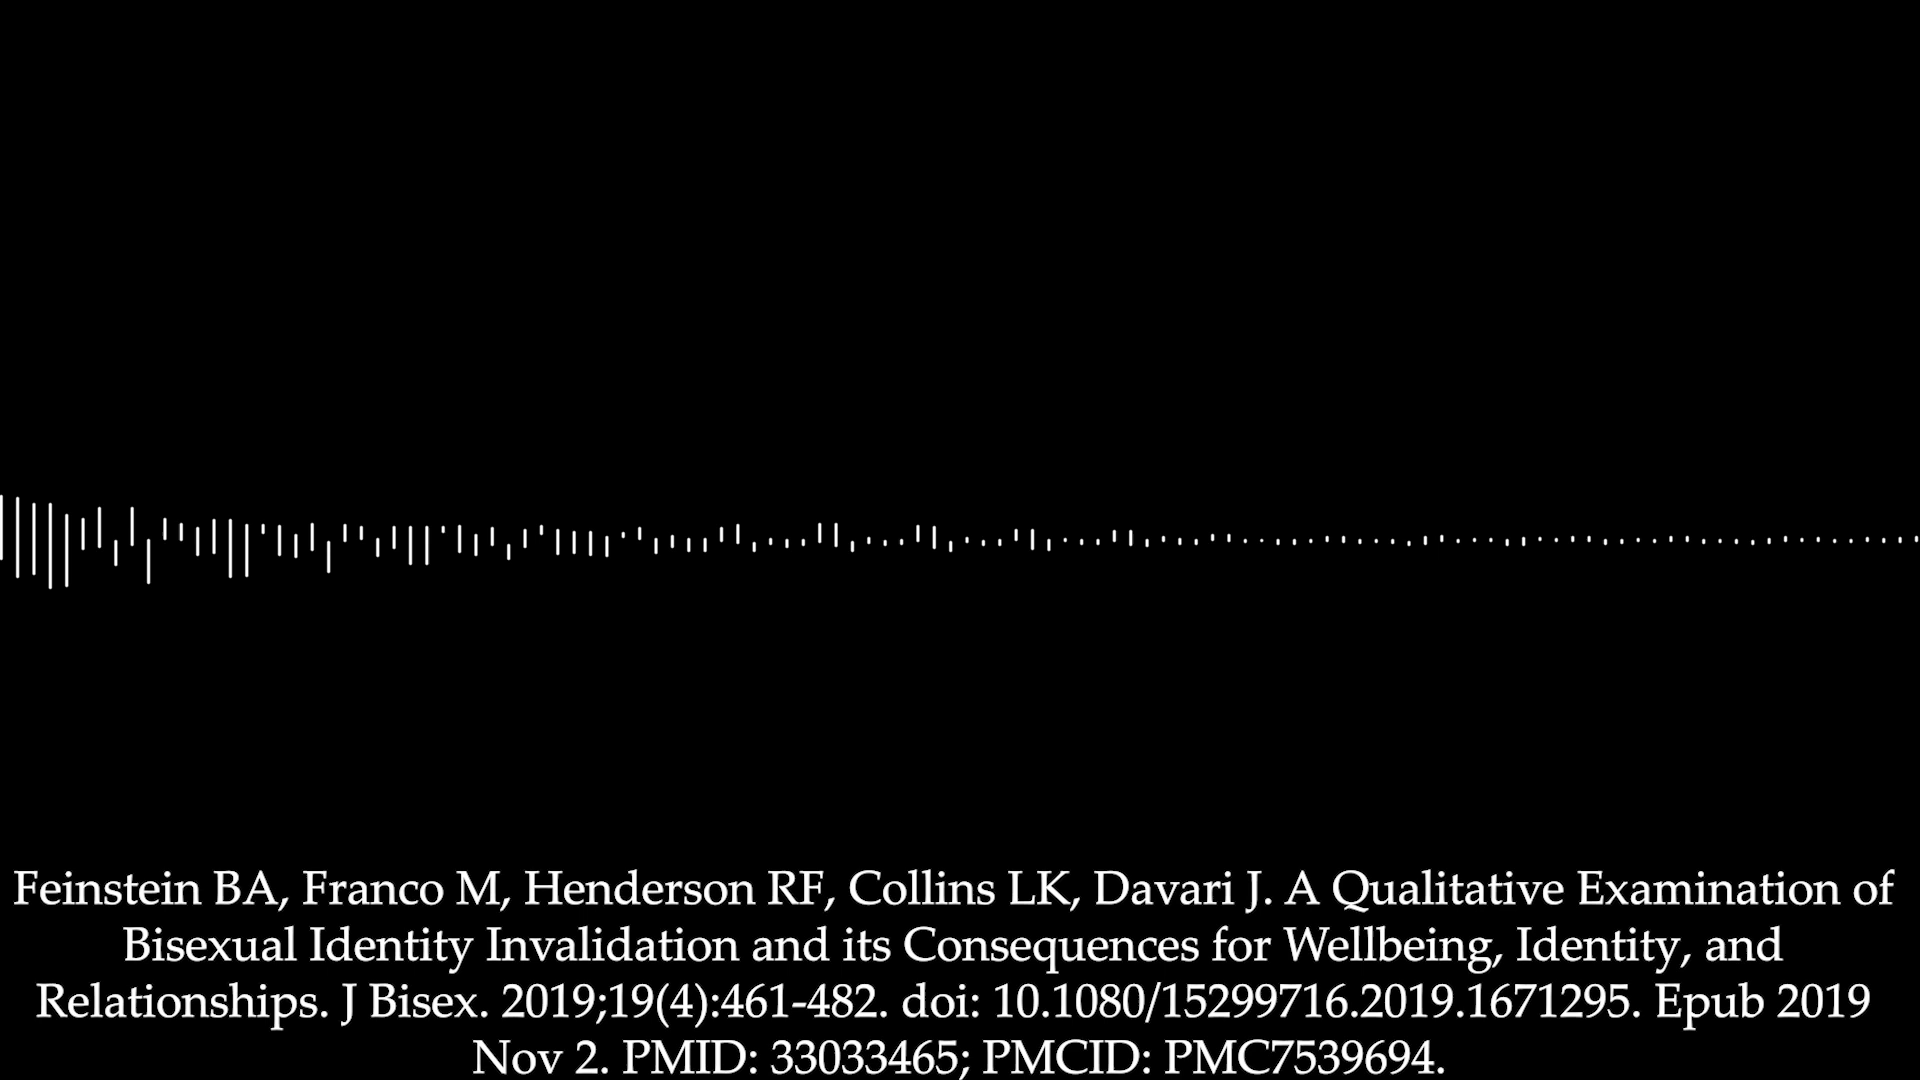 Feinstein BA, Franco M, Henderson RF, Collins LK, Davari J. A Qualitative Examination of
Bisexual Identity Invalidation and its Consequences for Wellbeing, Identity, and
Relationships. J Bisex. 2019;19(4):461-482. doi: 10.1080/15299716.2019.1671295. Epub 2019
Nov 2. PMID: 33033465; PMCID: PMC7539694.